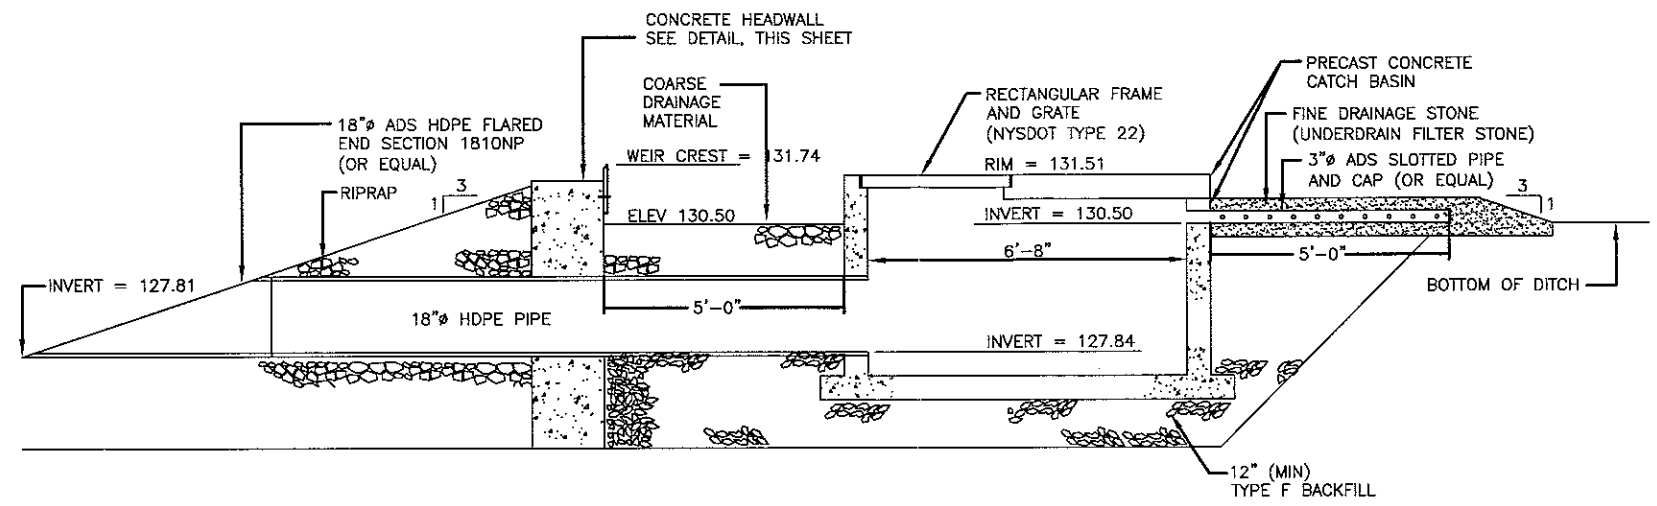 CONCRETE HEADWALL
SEE DETAIL, THIS SHEET
COARSE
DRAINAGE
MATERIAL
RECTANGULAR FRAME
AND GRATE
(NYSDOT TYPE 22)
PRECAST CONCRETE
CATCH BASIN
FINE DRAINAGE STONE
(UNDERDRAIN FILTER STONE)
3"ø ADS SLOTTED PIPE
AND CAP (OR EQUAL)
18"ø ADS HDPE FLARED
END SECTION 1810NP
(OR EQUAL)
RIPRAP
3
1
WEIR CREST = 131.74
RIM = 131.51
3
1
ELEV 130.50
INVERT = 130.50
6'-8"
5'-0"
BOTTOM OF DITCH
INVERT = 127.81
5'-0"
18"ø HDPE PIPE
INVERT = 127.84
12" (MIN)
TYPE F BACKFILL